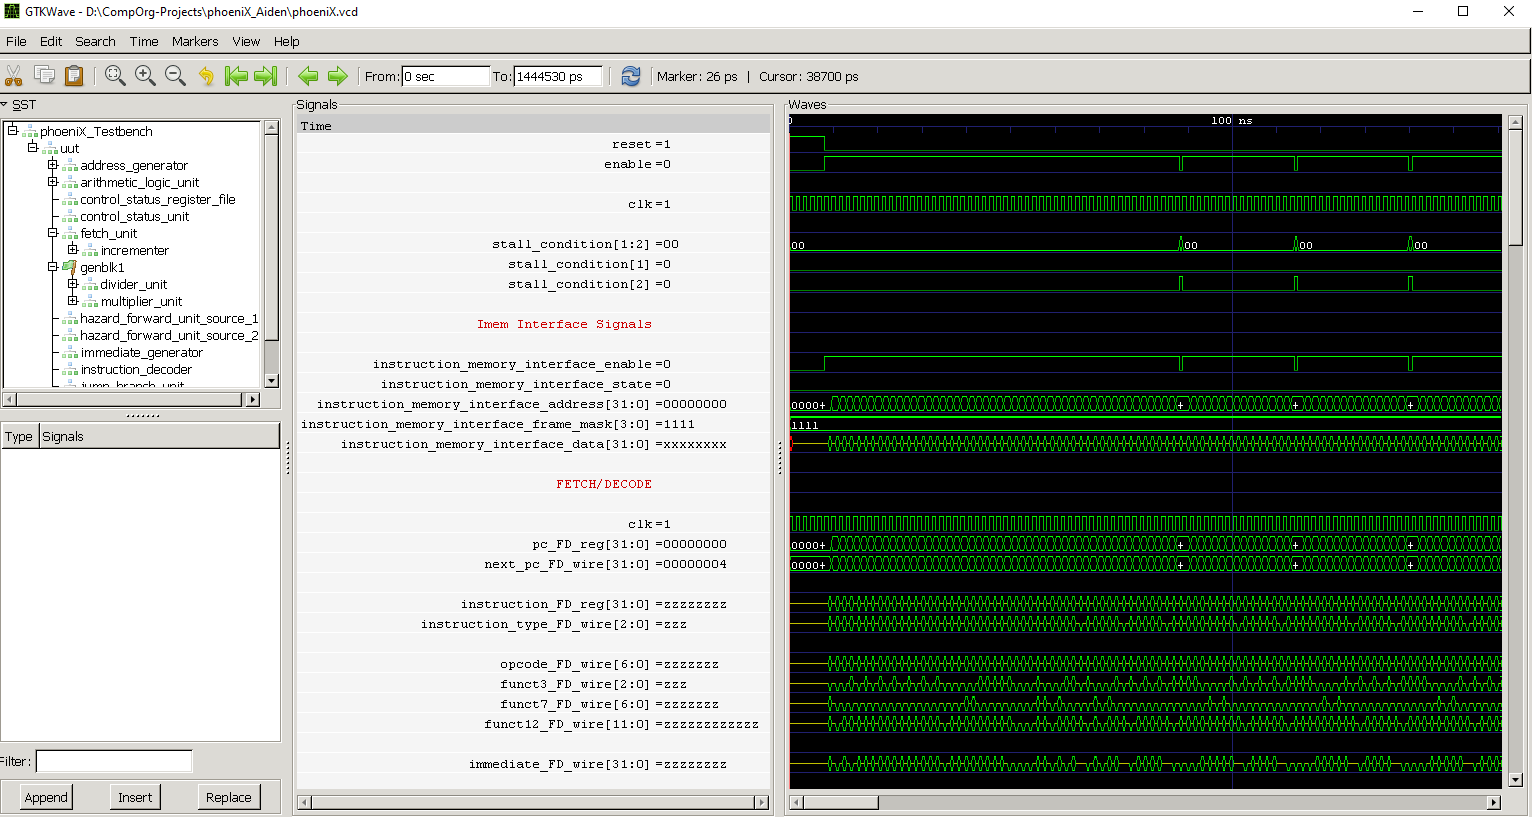 GTKWave - D:\CompOrg-Projects\phoeniX_Aiden\phoeniX.vcd
File Edit Search Time Markers View Help
From: 0 sec To: 1444530 ps Marker: 26 ps | Cursor: 38700 ps
SST
phoeniX_Testbench
uut
address_generator
arithmetic_logic_unit
control_status_register_file
control_status_unit
fetch_unit
incrementer
genblk1
divider_unit
multiplier_unit
hazard_forward_unit_source_1
hazard_forward_unit_source_2
immediate_generator
instruction_decoder
jump_branch_unit
Type Signals
Filter:
Append Insert Replace
Signals
Time
reset =1
enable =0
clk =1
stall_condition[1:2] =00
stall_condition[1] =0
stall_condition[2] =0
Imem Interface Signals
instruction_memory_interface_enable =0
instruction_memory_interface_state =0
instruction_memory_interface_address[31:0] =00000000
instruction_memory_interface_frame_mask[3:0] =1111
instruction_memory_interface_data[31:0] =xxxxxxxx
FETCH/DECODE
clk =1
pc_FD_reg[31:0] =00000000
next_pc_FD_wire[31:0] =00000004
instruction_FD_reg[31:0] =zzzzzzzz
instruction_type_FD_wire[2:0] =zzz
opcode_FD_wire[6:0] =zzzzzzz
funct3_FD_wire[2:0] =zzz
funct7_FD_wire[6:0] =zzzzzzz
funct12_FD_wire[11:0] =zzzzzzzzzzzz
immediate_FD_wire[31:0] =zzzzzzzz
Waves
0 100 ns
00 00 00 00
0000+ + + +
1111
0000+ + + +
0000+ + + +